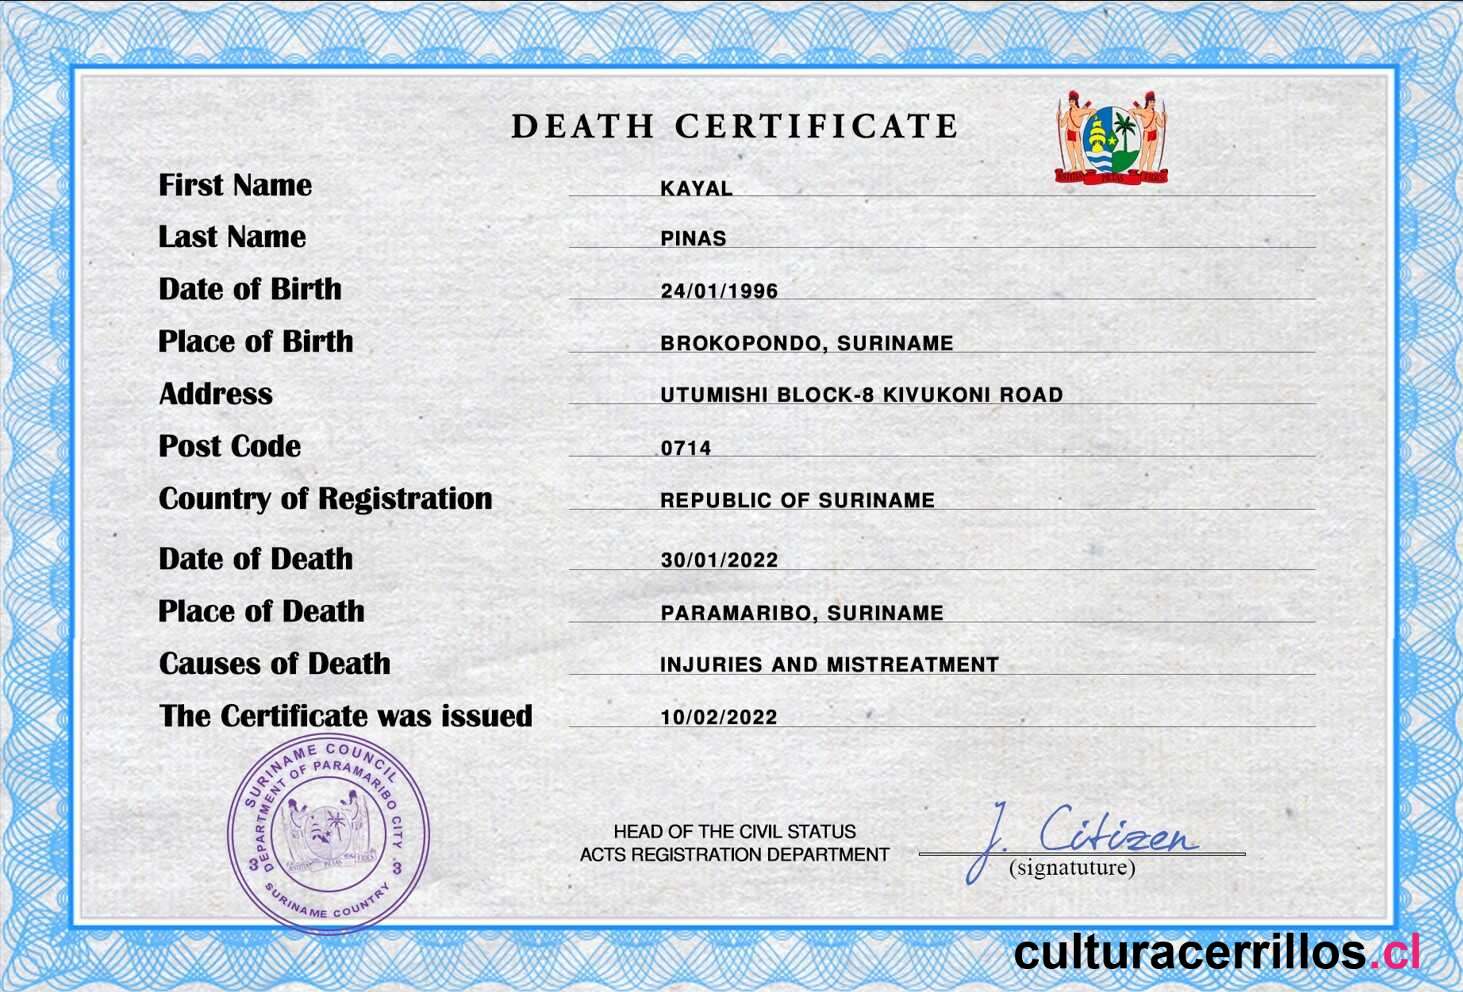 DEATH CERTIFICATE
First Name KAYAL
Last Name PINAS
Date of Birth 24/01/1996
Place of Birth BROKOPONDO, SURINAME
Address UTUMISHI BLOCK-8 KIVUKONI ROAD
Post Code 0714
Country of Registration REPUBLIC OF SURINAME
Date of Death 30/01/2022
Place of Death PARAMARIBO, SURINAME
Causes of Death INJURIES AND MISTREATMENT
The Certificate was issued 10/02/2022
SURINAME COUNCIL
DEPARTMENT OF PARAMARIBO CITY
3 3
SURINAME COUNTRY
HEAD OF THE CIVIL STATUS
ACTS REGISTRATION DEPARTMENT
J. Citizen
(signatuture)
culturacerrillos.cl